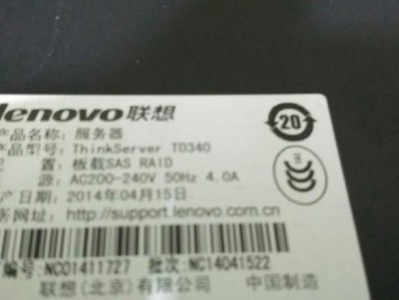 lenovo联想
20
产品名称: 服务器
产品型号: ThinkServer TD340
置: 板载SAS RAID
源: AC200-240V 50Hz 4.0A
产日期: 2014年04月15日
务网址: http://support.lenovo.com.cn
编号: NC01411727 批次: NC14041522
联想(北京)有限公司 中国制造